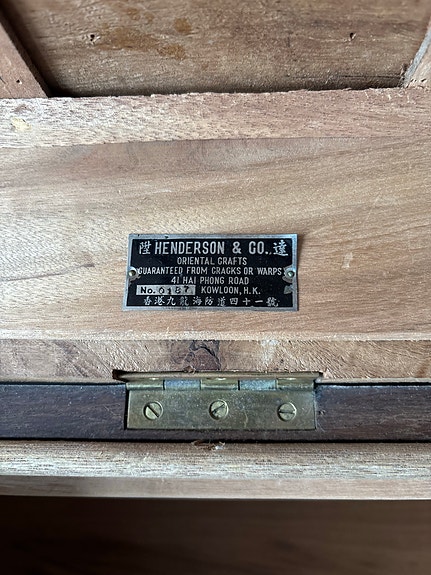 陞 HENDERSON & CO., 達
ORIENTAL CRAFTS
GUARANTEED FROM CRACKS OR WARPS
41 HAI PHONG ROAD
No. 0187. KOWLOON, H.K.
香港九龍海防道四十一號